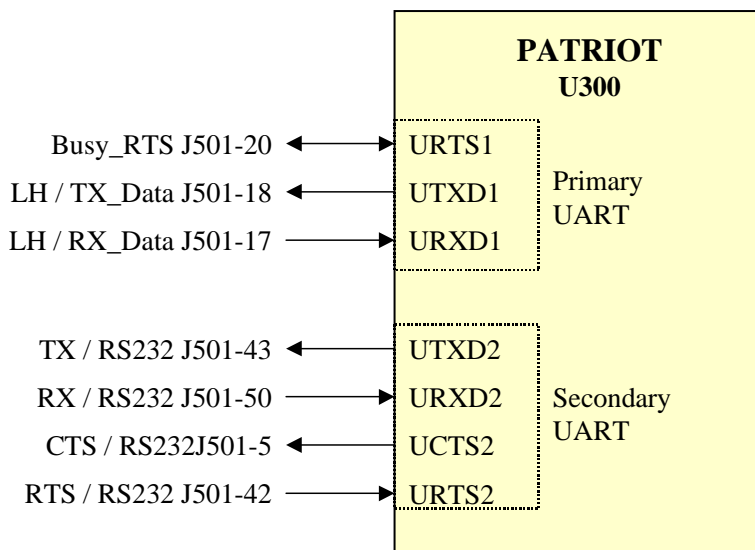 PATRIOT
U300
Busy_RTS J501-20 URTS1
LH / TX_Data J501-18 UTXD1
LH / RX_Data J501-17 URXD1
Primary
UART
TX / RS232 J501-43 UTXD2
RX / RS232 J501-50 URXD2
CTS / RS232J501-5 UCTS2
RTS / RS232 J501-42 URTS2
Secondary
UART